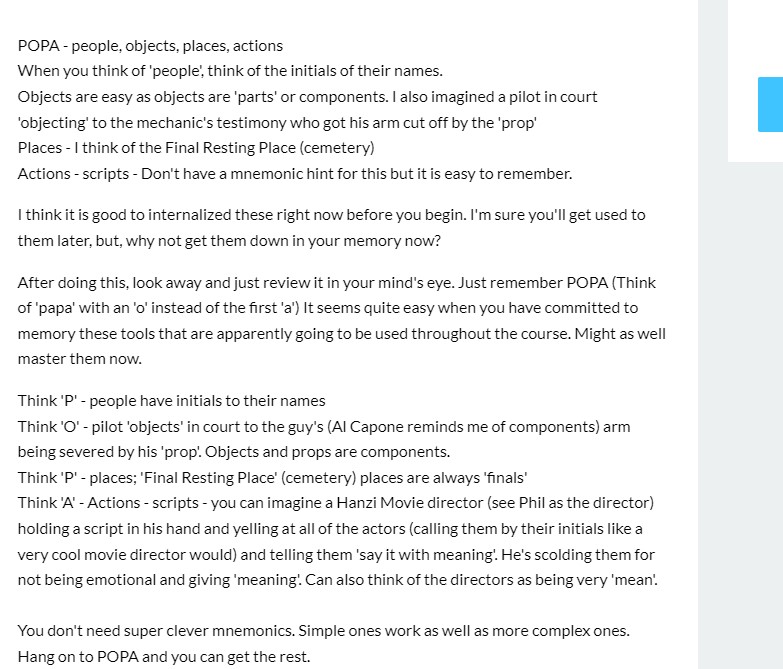 POPA - people, objects, places, actions
When you think of 'people', think of the initials of their names.
Objects are easy as objects are 'parts' or components. I also imagined a pilot in court
'objecting' to the mechanic's testimony who got his arm cut off by the 'prop'
Places - I think of the Final Resting Place (cemetery)
Actions - scripts - Don't have a mnemonic hint for this but it is easy to remember.
I think it is good to internalized these right now before you begin. I'm sure you'll get used to
them later, but, why not get them down in your memory now?
After doing this, look away and just review it in your mind's eye. Just remember POPA (Think
of 'papa' with an 'o' instead of the first 'a') It seems quite easy when you have committed to
memory these tools that are apparently going to be used throughout the course. Might as well
master them now.
Think 'P' - people have initials to their names
Think 'O' - pilot 'objects' in court to the guy's (Al Capone reminds me of components) arm
being severed by his 'prop'. Objects and props are components.
Think 'P' - places; 'Final Resting Place' (cemetery) places are always 'finals'
Think 'A' - Actions - scripts - you can imagine a Hanzi Movie director (see Phil as the director)
holding a script in his hand and yelling at all of the actors (calling them by their initials like a
very cool movie director would) and telling them 'say it with meaning'. He's scolding them for
not being emotional and giving 'meaning'. Can also think of the directors as being very 'mean'.
You don't need super clever mnemonics. Simple ones work as well as more complex ones.
Hang on to POPA and you can get the rest.